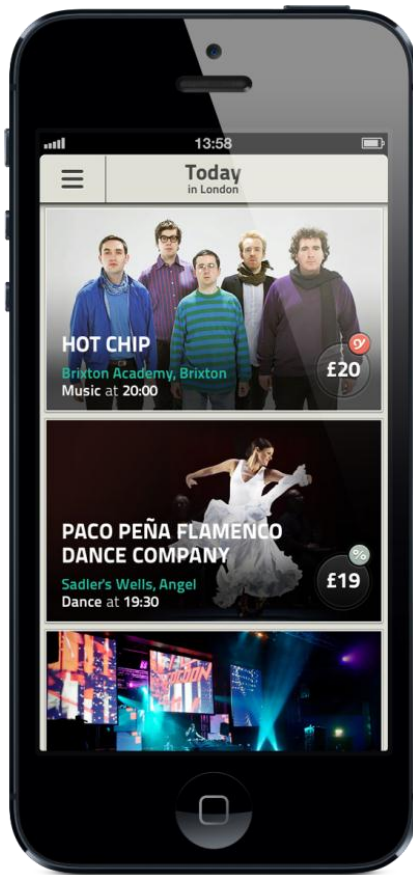 13:58
Today
in London
HOT CHIP
Brixton Academy, Brixton
Music at 20:00
£20
PACO PEÑA FLAMENCO
DANCE COMPANY
%
Sadler's Wells, Angel
£19
Dance at 19:30
COCOON